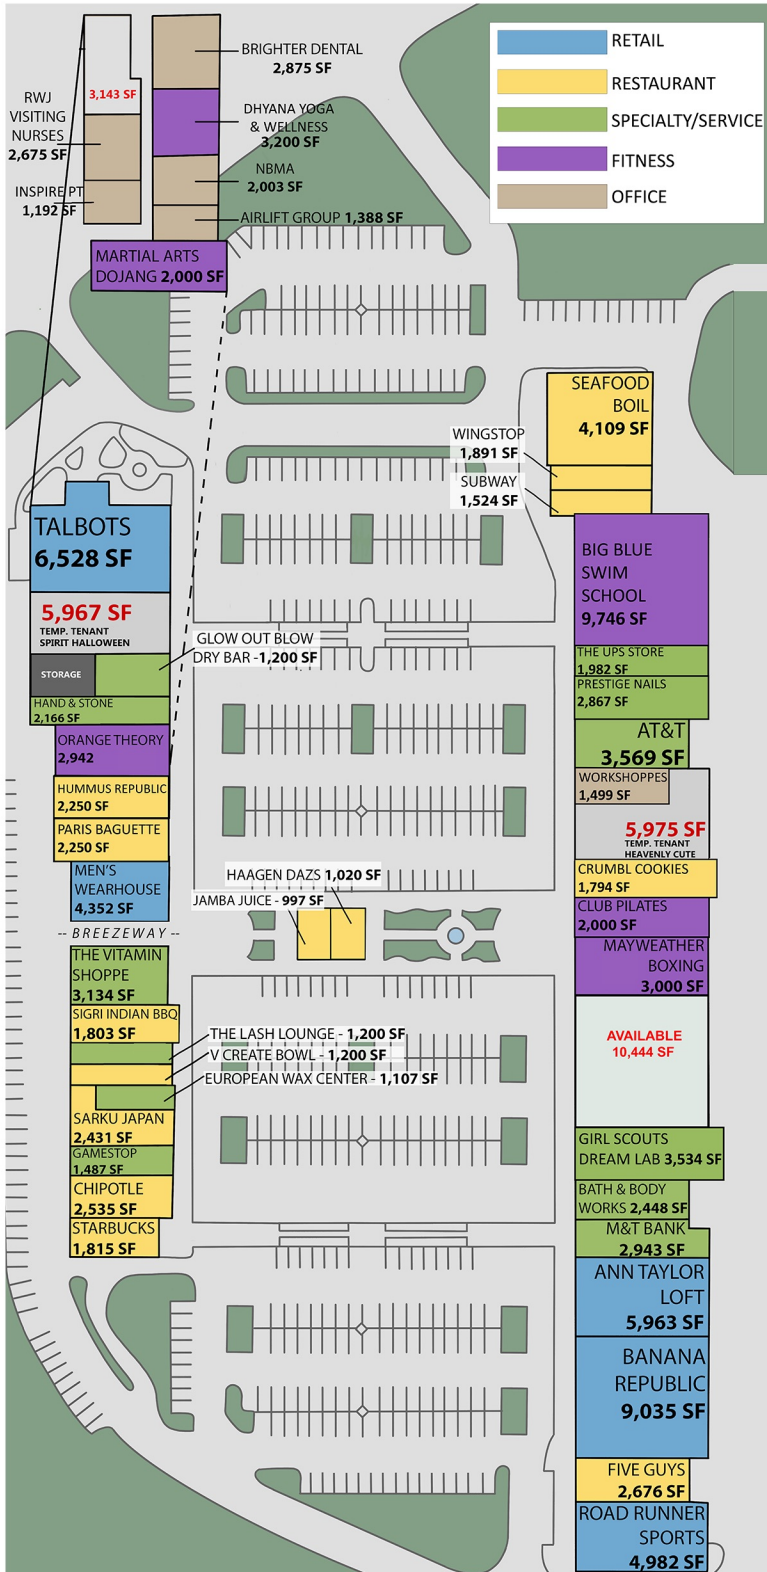 RETAIL
RESTAURANT
SPECIALTY/SERVICE
FITNESS
OFFICE
3,143 SF
RWJ
VISITING
NURSES
2,675 SF
INSPIRE PT
1,192 SF
BRIGHTER DENTAL
2,875 SF
DHYANA YOGA
& WELLNESS
3,200 SF
NBMA
2,003 SF
AIRLIFT GROUP 1,388 SF
MARTIAL ARTS
DOJANG 2,000 SF
TALBOTS
6,528 SF
5,967 SF
TEMP. TENANT
SPIRIT HALLOWEEN
STORAGE
GLOW OUT BLOW
DRY BAR -1,200 SF
HAND & STONE
2,166 SF
ORANGE THEORY
2,942
HUMMUS REPUBLIC
2,250 SF
PARIS BAGUETTE
2,250 SF
MEN'S
WEARHOUSE
4,352 SF
-- BREEZEWAY --
THE VITAMIN
SHOPPE
3,134 SF
SIGRI INDIAN BBQ
1,803 SF
THE LASH LOUNGE - 1,200 SF
V CREATE BOWL - 1,200 SF
EUROPEAN WAX CENTER - 1,107 SF
SARKU JAPAN
2,431 SF
GAMESTOP
1,487 SF
CHIPOTLE
2,535 SF
STARBUCKS
1,815 SF
HAAGEN DAZS 1,020 SF
JAMBA JUICE - 997 SF
SEAFOOD
BOIL
4,109 SF
WINGSTOP
1,891 SF
SUBWAY
1,524 SF
BIG BLUE
SWIM
SCHOOL
9,746 SF
THE UPS STORE
1,982 SF
PRESTIGE NAILS
2,867 SF
AT&T
3,569 SF
WORKSHOPPES
1,499 SF
5,975 SF
TEMP. TENANT
HEAVENLY CUTE
CRUMBL COOKIES
1,794 SF
CLUB PILATES
2,000 SF
MAYWEATHER
BOXING
3,000 SF
AVAILABLE
10,444 SF
GIRL SCOUTS
DREAM LAB 3,534 SF
BATH & BODY
WORKS 2,448 SF
M&T BANK
2,943 SF
ANN TAYLOR
LOFT
5,963 SF
BANANA
REPUBLIC
9,035 SF
FIVE GUYS
2,676 SF
ROAD RUNNER
SPORTS
4,982 SF